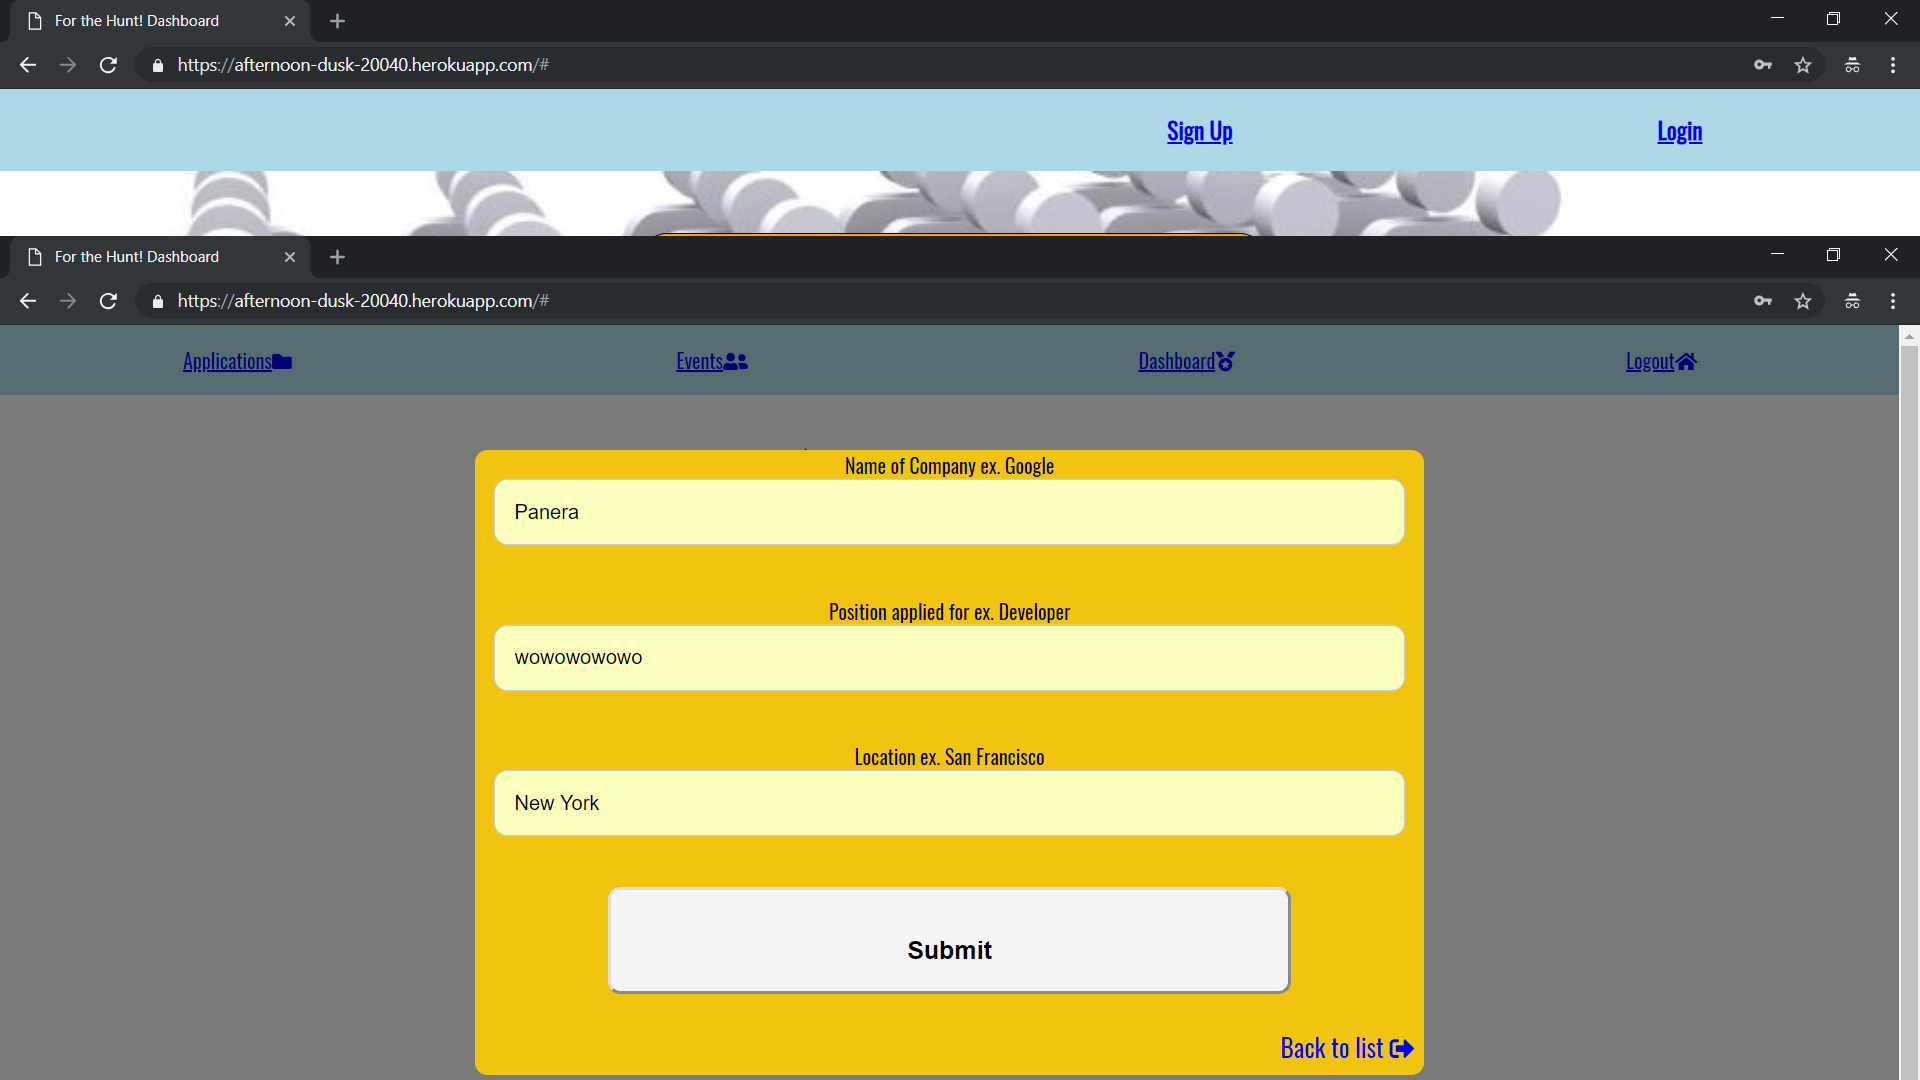 For the Hunt! Dashboard
https://afternoon-dusk-20040.herokuapp.com/#
Sign Up
Login
For the Hunt! Dashboard
https://afternoon-dusk-20040.herokuapp.com/#
Applications
Events
Dashboard
Logout
Name of Company ex. Google
Panera
Position applied for ex. Developer
wowowowowo
Location ex. San Francisco
New York
Submit
Back to list